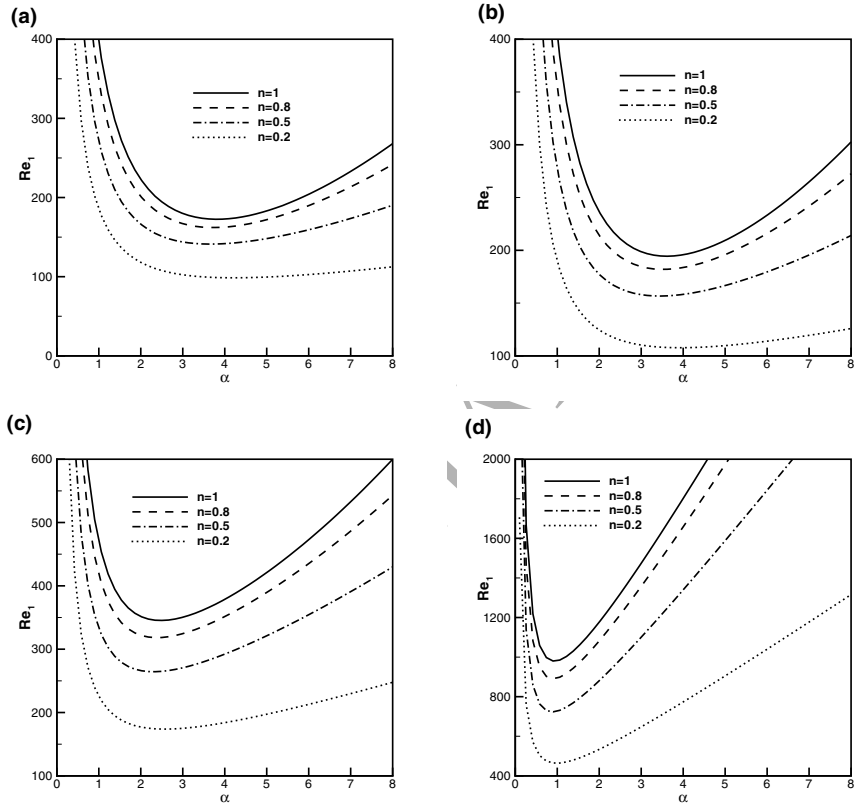 (a)
400
300
200
100
0
Re₁
n=1
n=0.8
n=0.5
n=0.2
0 1 2 3 4 5 6 7 8
α
(b)
400
300
200
100
Re₁
n=1
n=0.8
n=0.5
n=0.2
0 1 2 3 4 5 6 7 8
α
(c)
600
500
400
300
200
100
Re₁
n=1
n=0.8
n=0.5
n=0.2
0 1 2 3 4 5 6 7 8
α
(d)
2000
1600
1200
800
400
Re₁
n=1
n=0.8
n=0.5
n=0.2
0 1 2 3 4 5 6 7 8
α